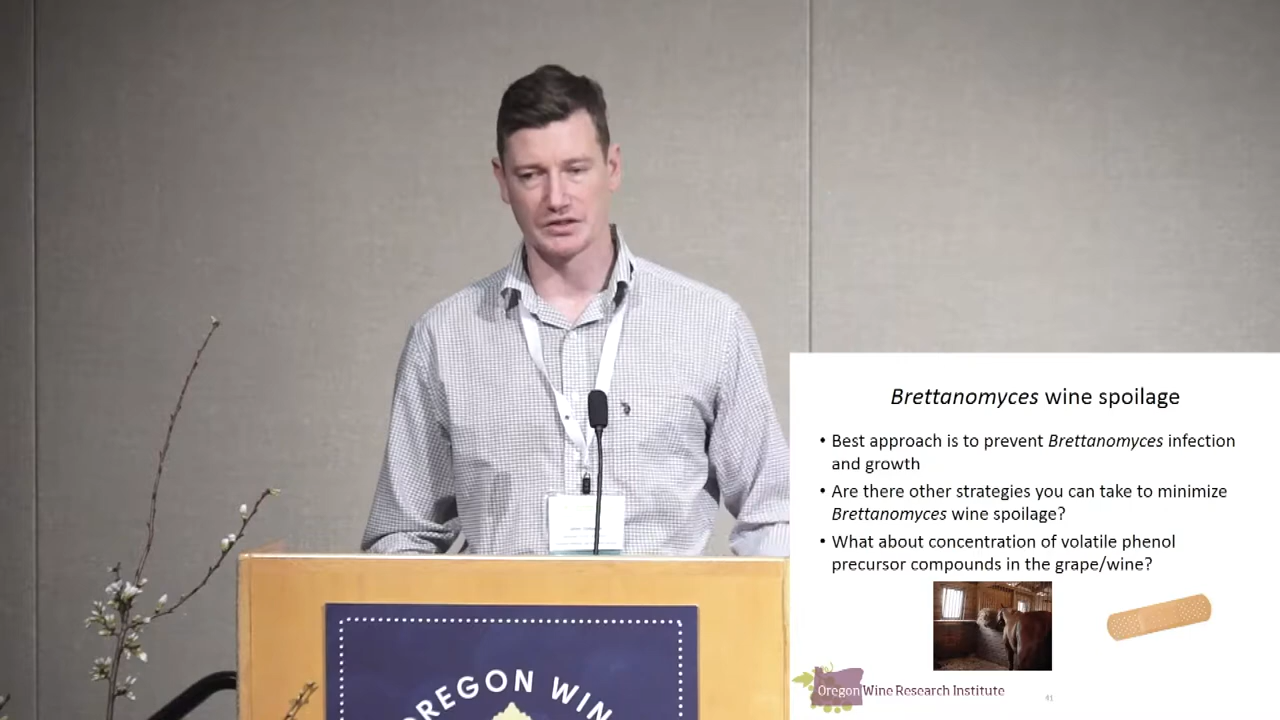 Brettanomyces wine spoilage
• Best approach is to prevent Brettanomyces infection
and growth
• Are there other strategies you can take to minimize
Brettanomyces wine spoilage?
• What about concentration of volatile phenol
precursor compounds in the grape/wine?
Oregon Wine Research Institute
OREGON WIN